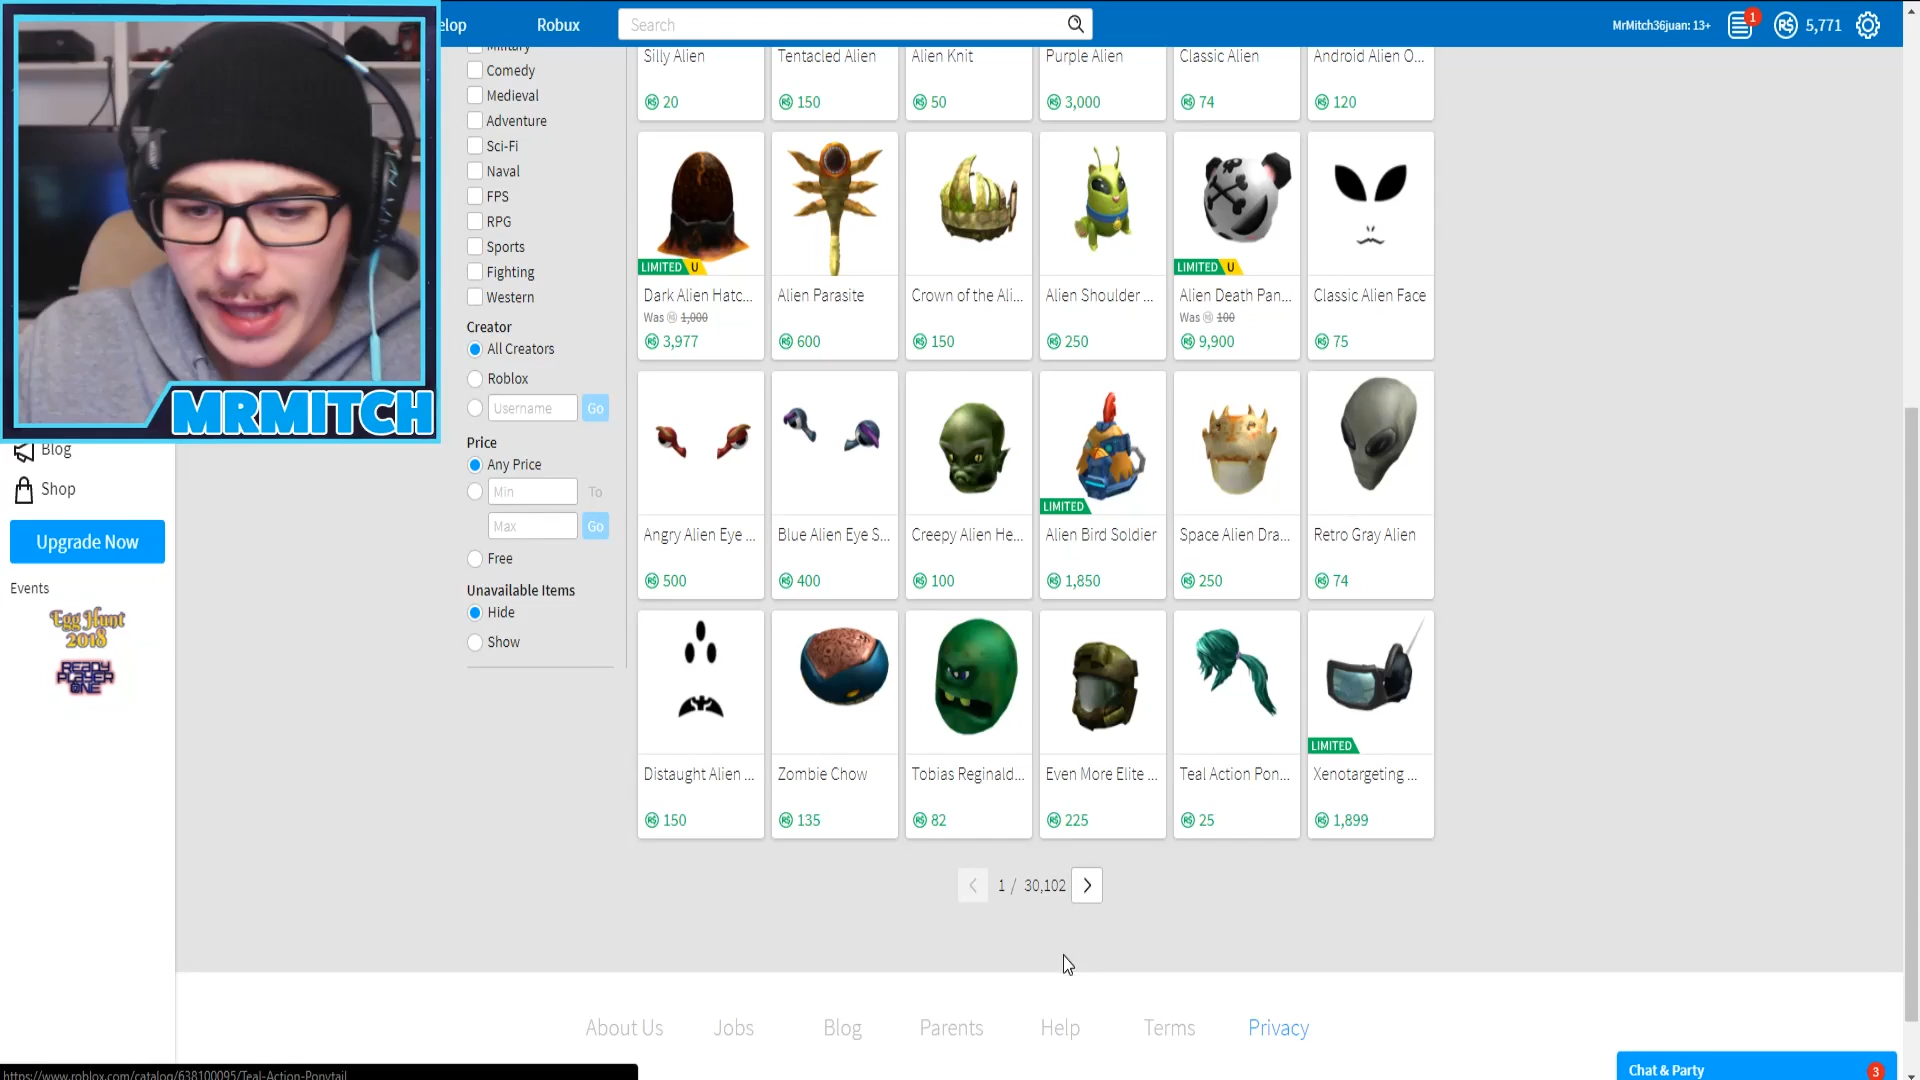 elop
Robux
Search
MrMitch36juan: 13+
1
5,771
MRMITCH
Blog
Shop
Upgrade Now
Events
Egg Hunt
2018
READY
PLAYER
ONE
Military
Comedy
Medieval
Adventure
Sci-Fi
Naval
FPS
RPG
Sports
Fighting
Western
Creator
All Creators
Roblox
Username Go
Price
Any Price
Min To
Max Go
Free
Unavailable Items
Hide
Show
Silly Alien Tentacled Alien Alien Knit Purple Alien Classic Alien Android Alien O...
20 150 50 3,000 74 120
LIMITED U LIMITED U
Dark Alien Hatc... Alien Parasite Crown of the Ali... Alien Shoulder ... Alien Death Pan... Classic Alien Face
Was 1,000 Was 100
3,977 600 150 250 9,900 75
LIMITED
Angry Alien Eye ... Blue Alien Eye S... Creepy Alien He... Alien Bird Soldier Space Alien Dra... Retro Gray Alien
500 400 100 1,850 250 74
LIMITED
Distaught Alien ... Zombie Chow Tobias Reginald... Even More Elite ... Teal Action Pon... Xenotargeting ...
150 135 82 225 25 1,899
1 / 30,102
About Us Jobs Blog Parents Help Terms Privacy
Chat & Party 3
https://www.roblox.com/catalog/638100095/Teal-Action-Ponytail